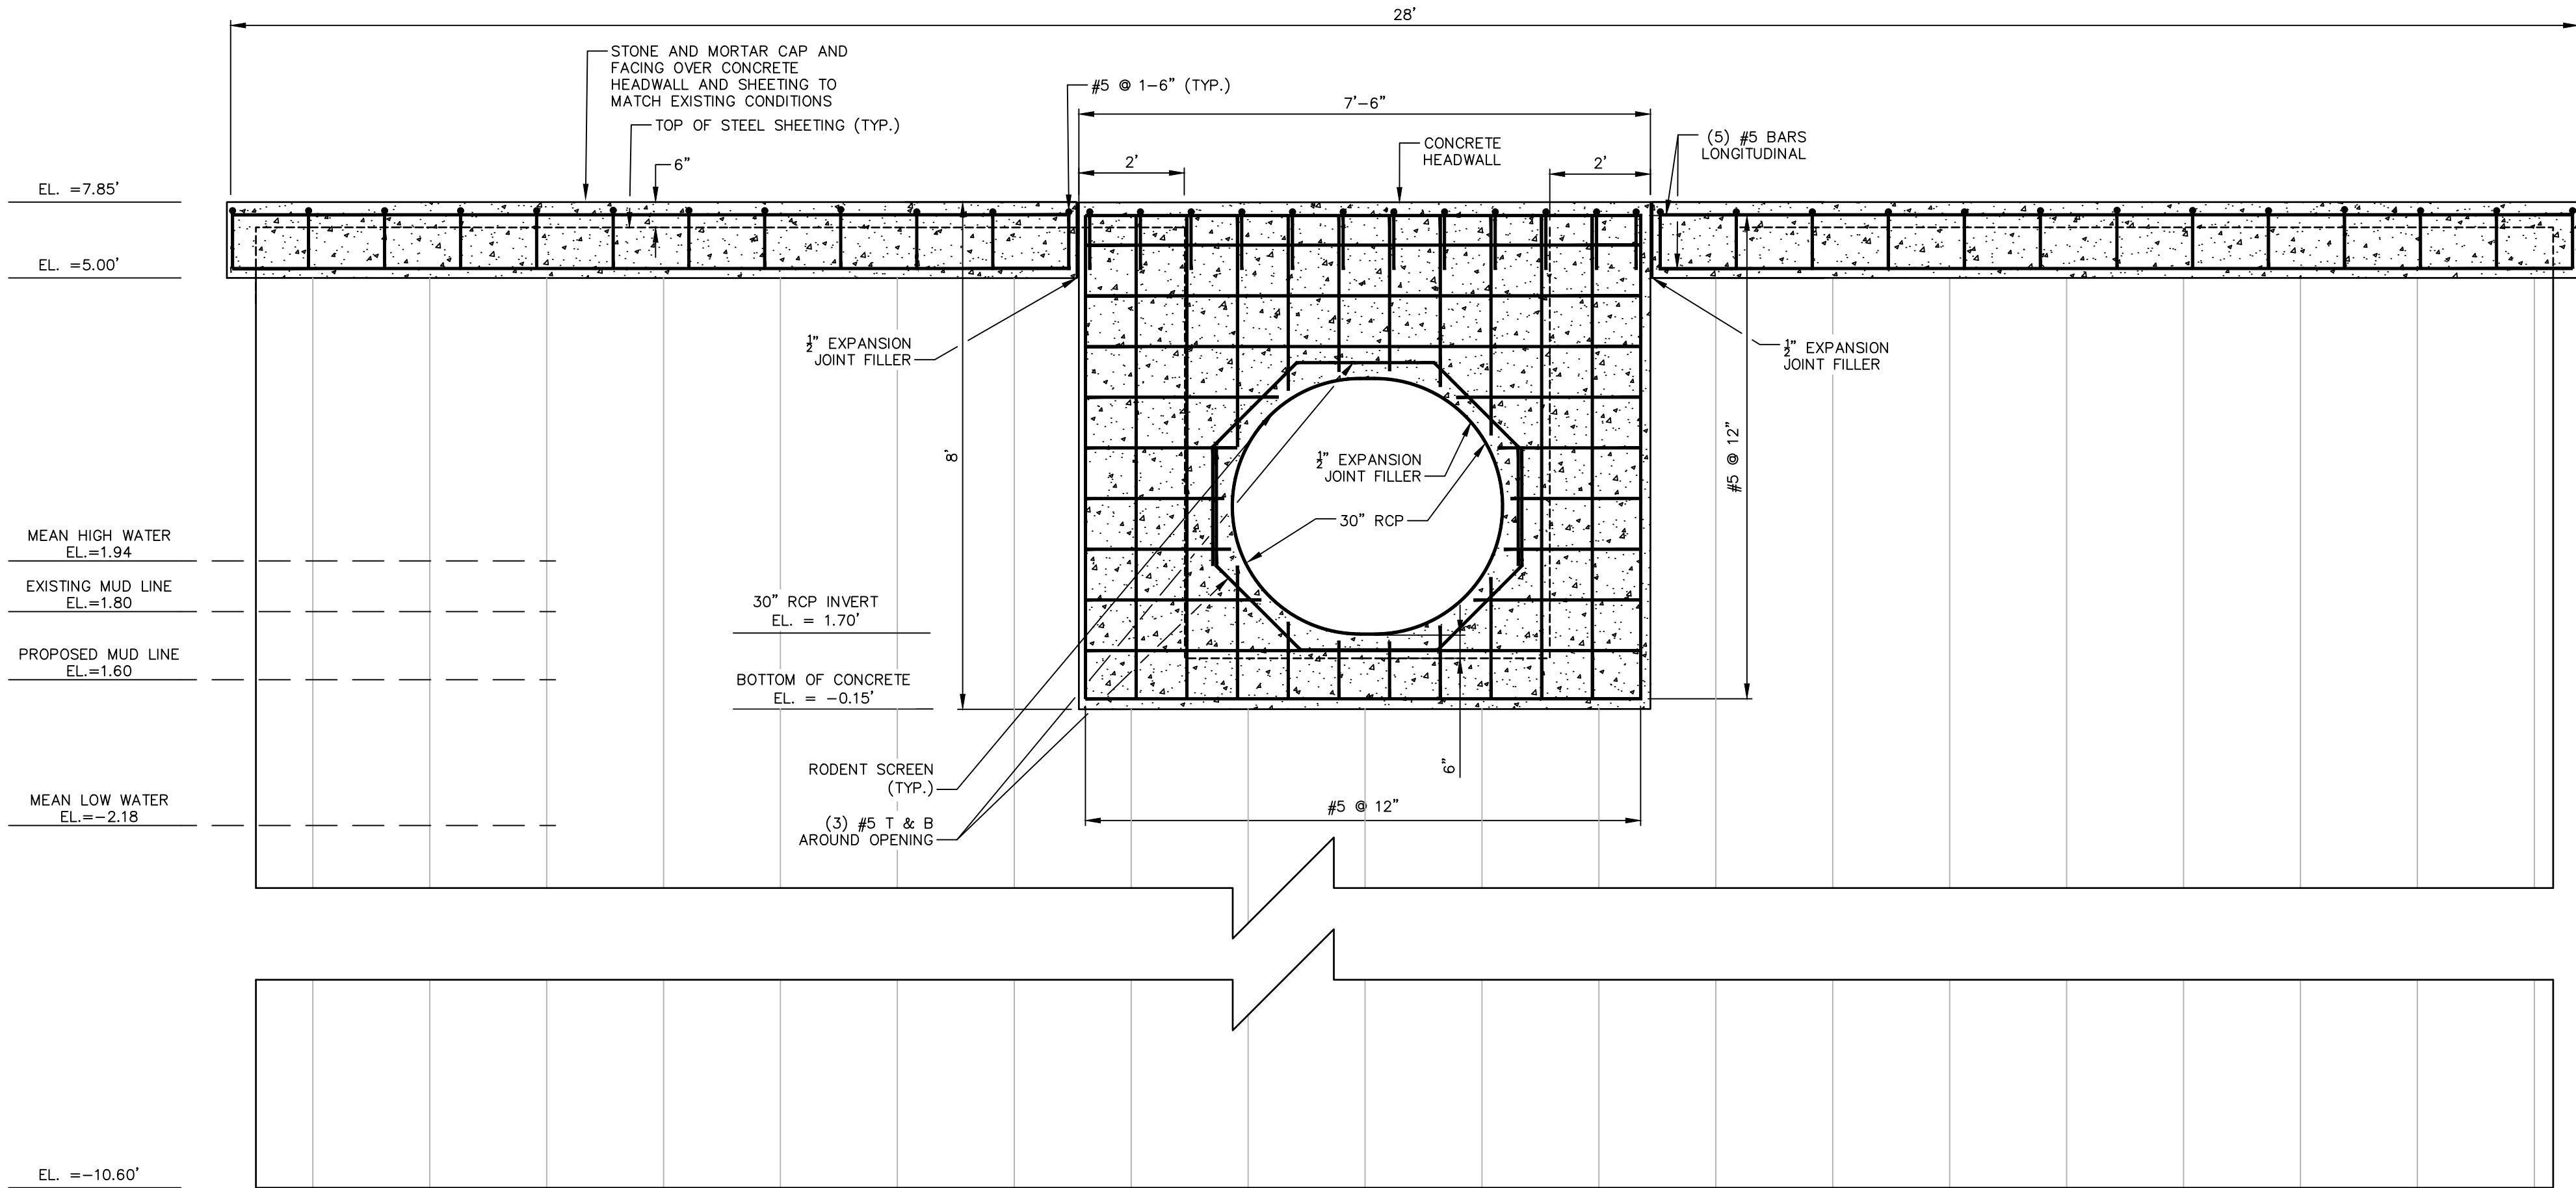 28'
STONE AND MORTAR CAP AND
FACING OVER CONCRETE
HEADWALL AND SHEETING TO
MATCH EXISTING CONDITIONS
#5 @ 1-6" (TYP.)
7'-6"
TOP OF STEEL SHEETING (TYP.)
6"
2'
CONCRETE
HEADWALL
2'
(5) #5 BARS
LONGITUDINAL
EL. =7.85'
EL. =5.00'
½" EXPANSION
JOINT FILLER
½" EXPANSION
JOINT FILLER
8'
½" EXPANSION
JOINT FILLER
#5 @ 12"
30" RCP
MEAN HIGH WATER
EL.=1.94
EXISTING MUD LINE
EL.=1.80
30" RCP INVERT
EL. = 1.70'
PROPOSED MUD LINE
EL.=1.60
BOTTOM OF CONCRETE
EL. = -0.15'
RODENT SCREEN
(TYP.)
6"
#5 @ 12"
MEAN LOW WATER
EL.=-2.18
(3) #5 T & B
AROUND OPENING
EL. =-10.60'